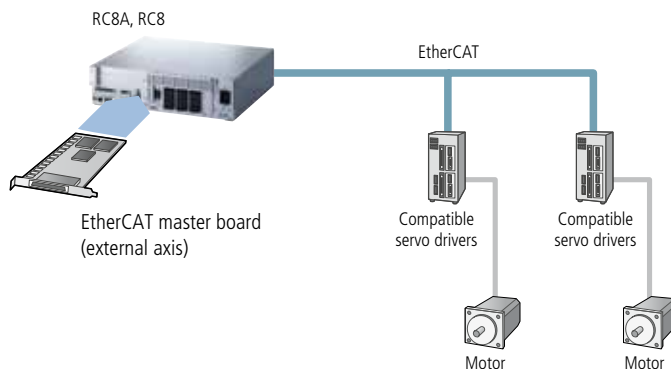 RC8A, RC8
EtherCAT
EtherCAT master board
(external axis)
Compatible
servo drivers
Compatible
servo drivers
Motor
Motor